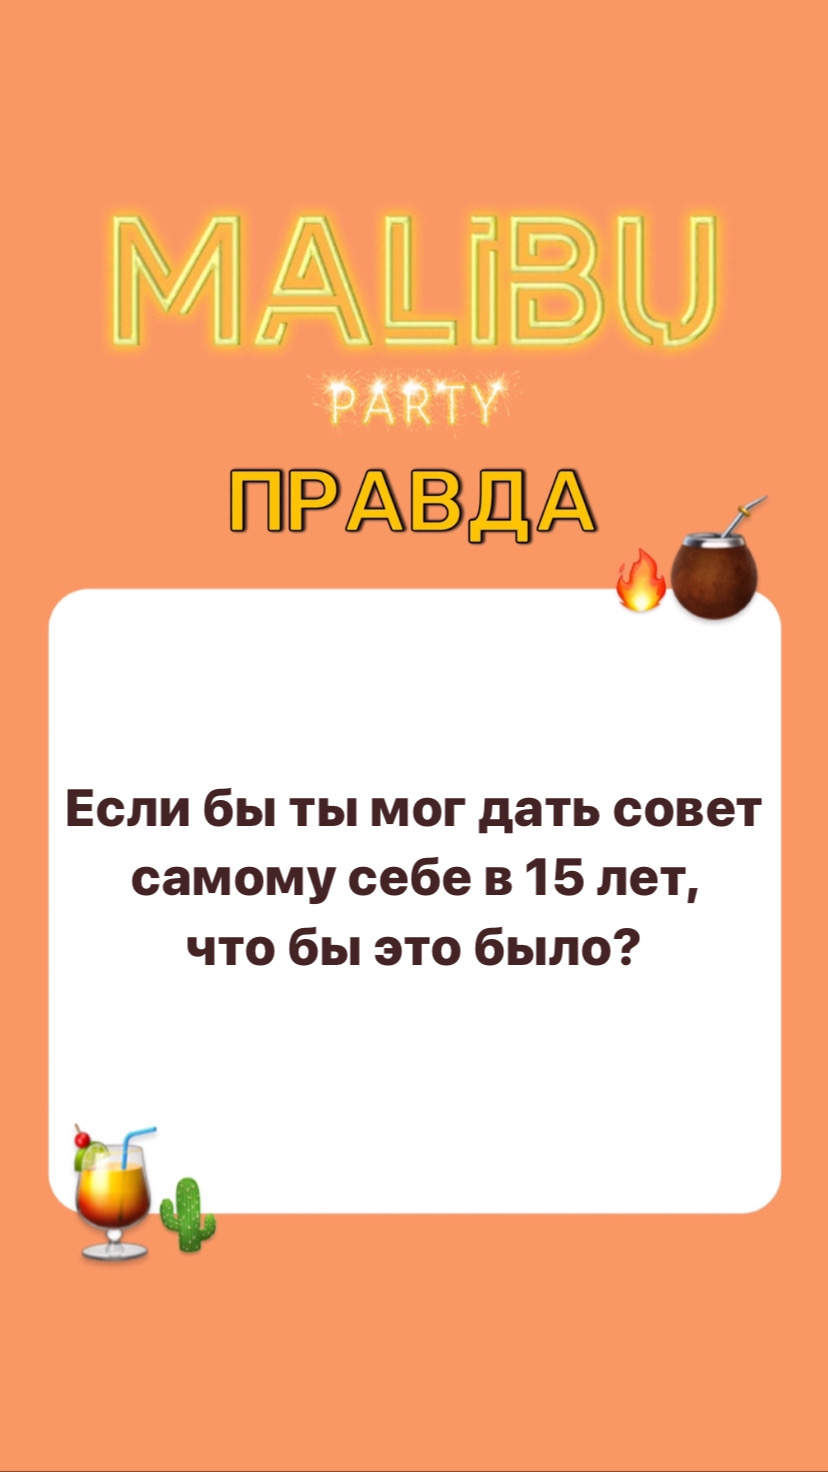 MALiBU
PARTY
ПРАВДА
Если бы ты мог дать совет
самому себе в 15 лет,
что бы это было?